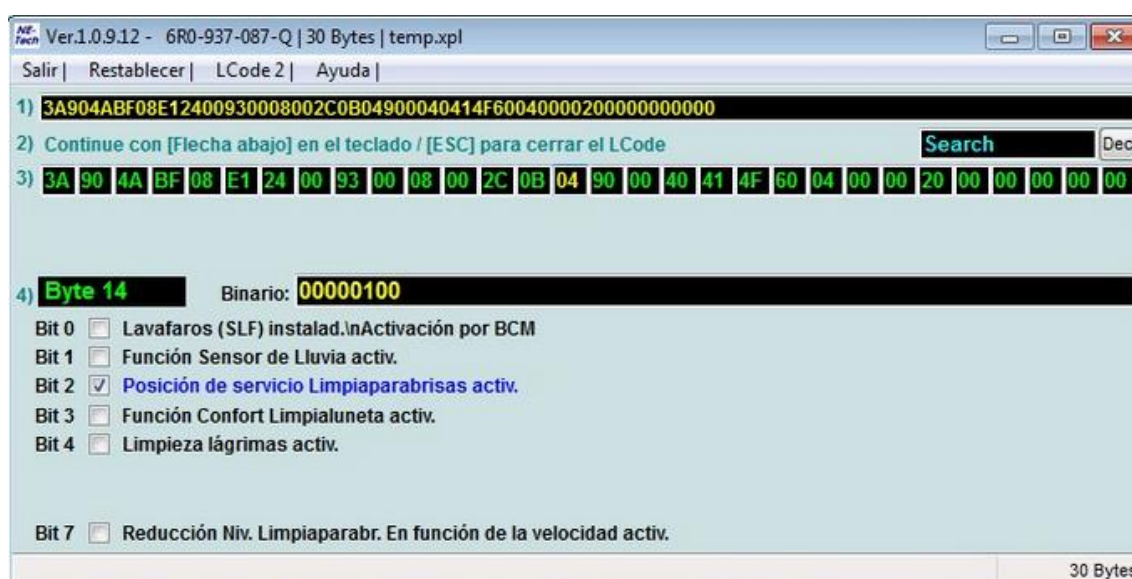 NE-Tech Ver.1.0.9.12 - 6R0-937-087-Q | 30 Bytes | temp.xpl
Salir | Restablecer | LCode 2 | Ayuda |
1) 3A904ABF08E12400930008002C0B04900040414F60040000200000000000
2) Continue con [Flecha abajo] en el teclado / [ESC] para cerrar el LCode Search Dec
3) 3A 90 4A BF 08 E1 24 00 93 00 08 00 2C 0B 04 90 00 40 41 4F 60 04 00 00 20 00 00 00 00 00
4) Byte 14 Binario: 00000100
Bit 0 Lavafaros (SLF) instalad.\nActivación por BCM
Bit 1 Función Sensor de Lluvia activ.
Bit 2 Posición de servicio Limpiaparabrisas activ.
Bit 3 Función Confort Limpialuneta activ.
Bit 4 Limpieza lágrimas activ.
Bit 7 Reducción Niv. Limpiaparabr. En función de la velocidad activ.
30 Bytes